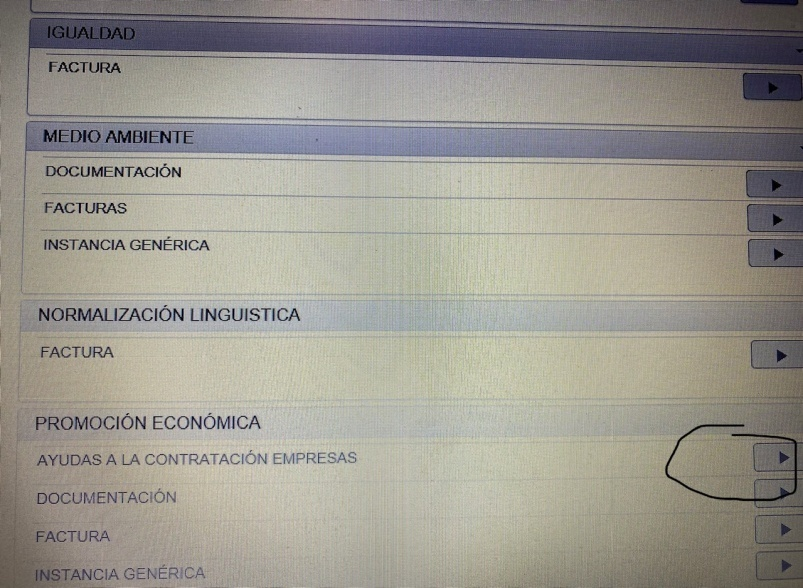 IGUALDAD
FACTURA
MEDIO AMBIENTE
DOCUMENTACIÓN
FACTURAS
INSTANCIA GENÉRICA
NORMALIZACIÓN LINGUISTICA
FACTURA
PROMOCIÓN ECONÓMICA
AYUDAS A LA CONTRATACIÓN EMPRESAS
DOCUMENTACIÓN
FACTURA
INSTANCIA GENÉRICA